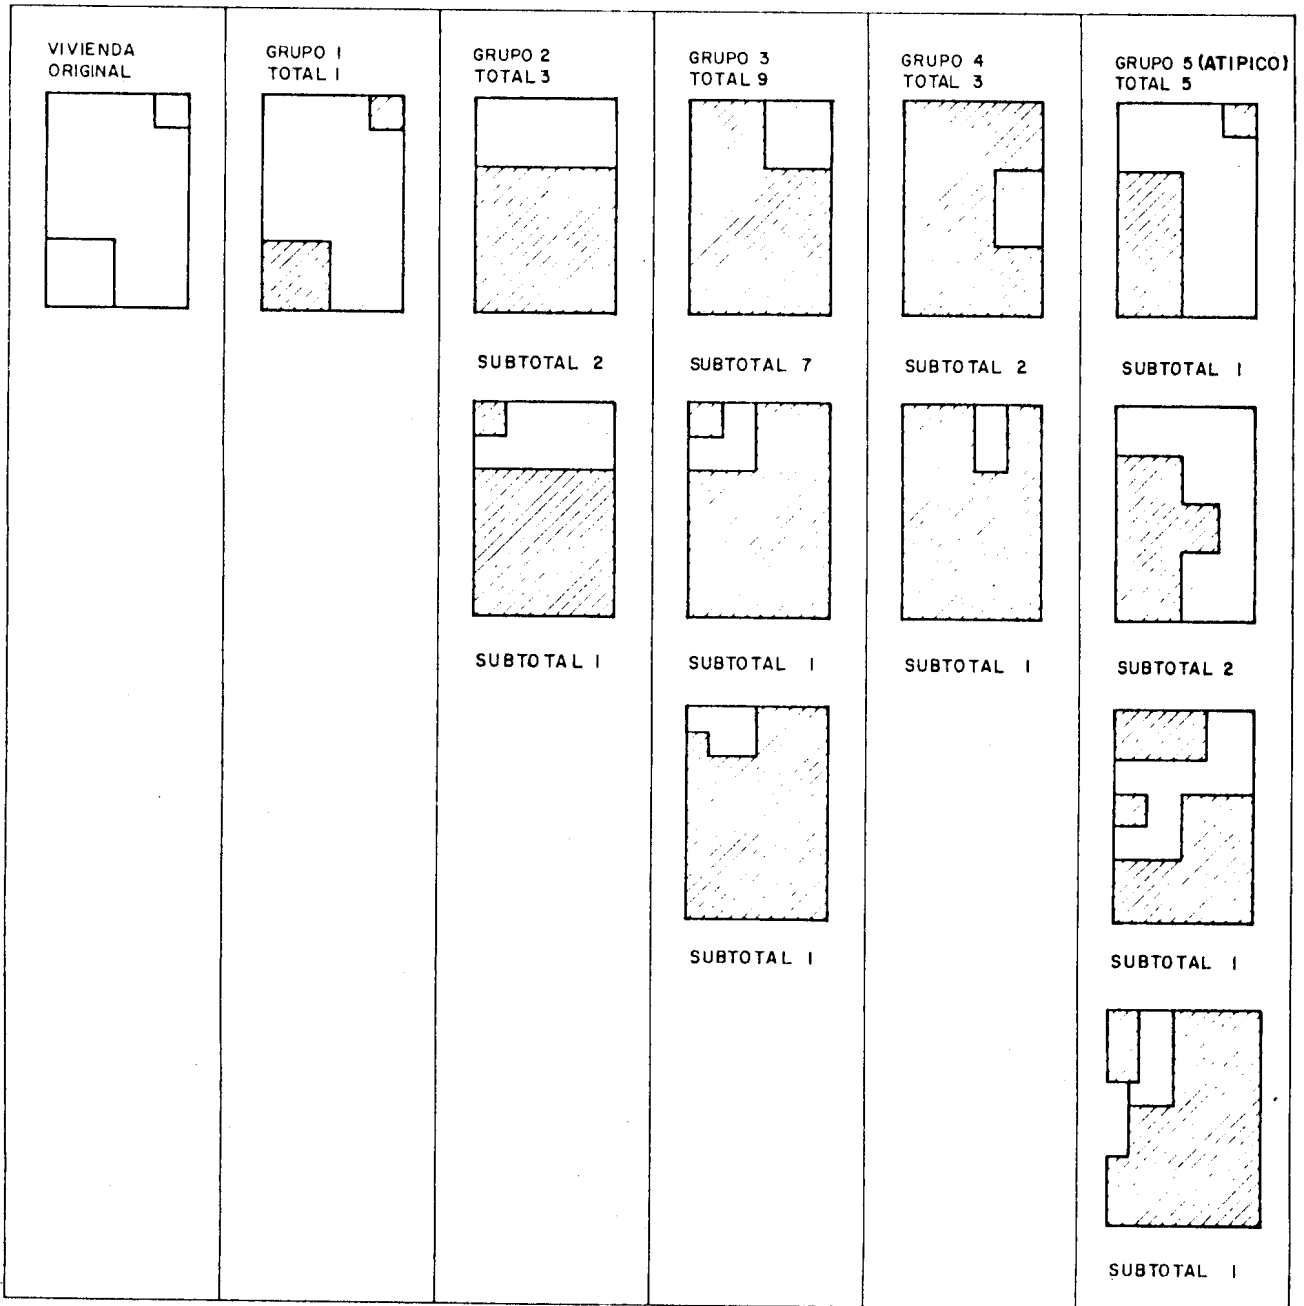 VIVIENDA
ORIGINAL
GRUPO 1
TOTAL 1
GRUPO 2
TOTAL 3
SUBTOTAL 2
SUBTOTAL 1
GRUPO 3
TOTAL 9
SUBTOTAL 7
SUBTOTAL 1
SUBTOTAL 1
GRUPO 4
TOTAL 3
SUBTOTAL 2
SUBTOTAL 1
GRUPO 5 (ATIPICO)
TOTAL 5
SUBTOTAL 1
SUBTOTAL 2
SUBTOTAL 1
SUBTOTAL 1